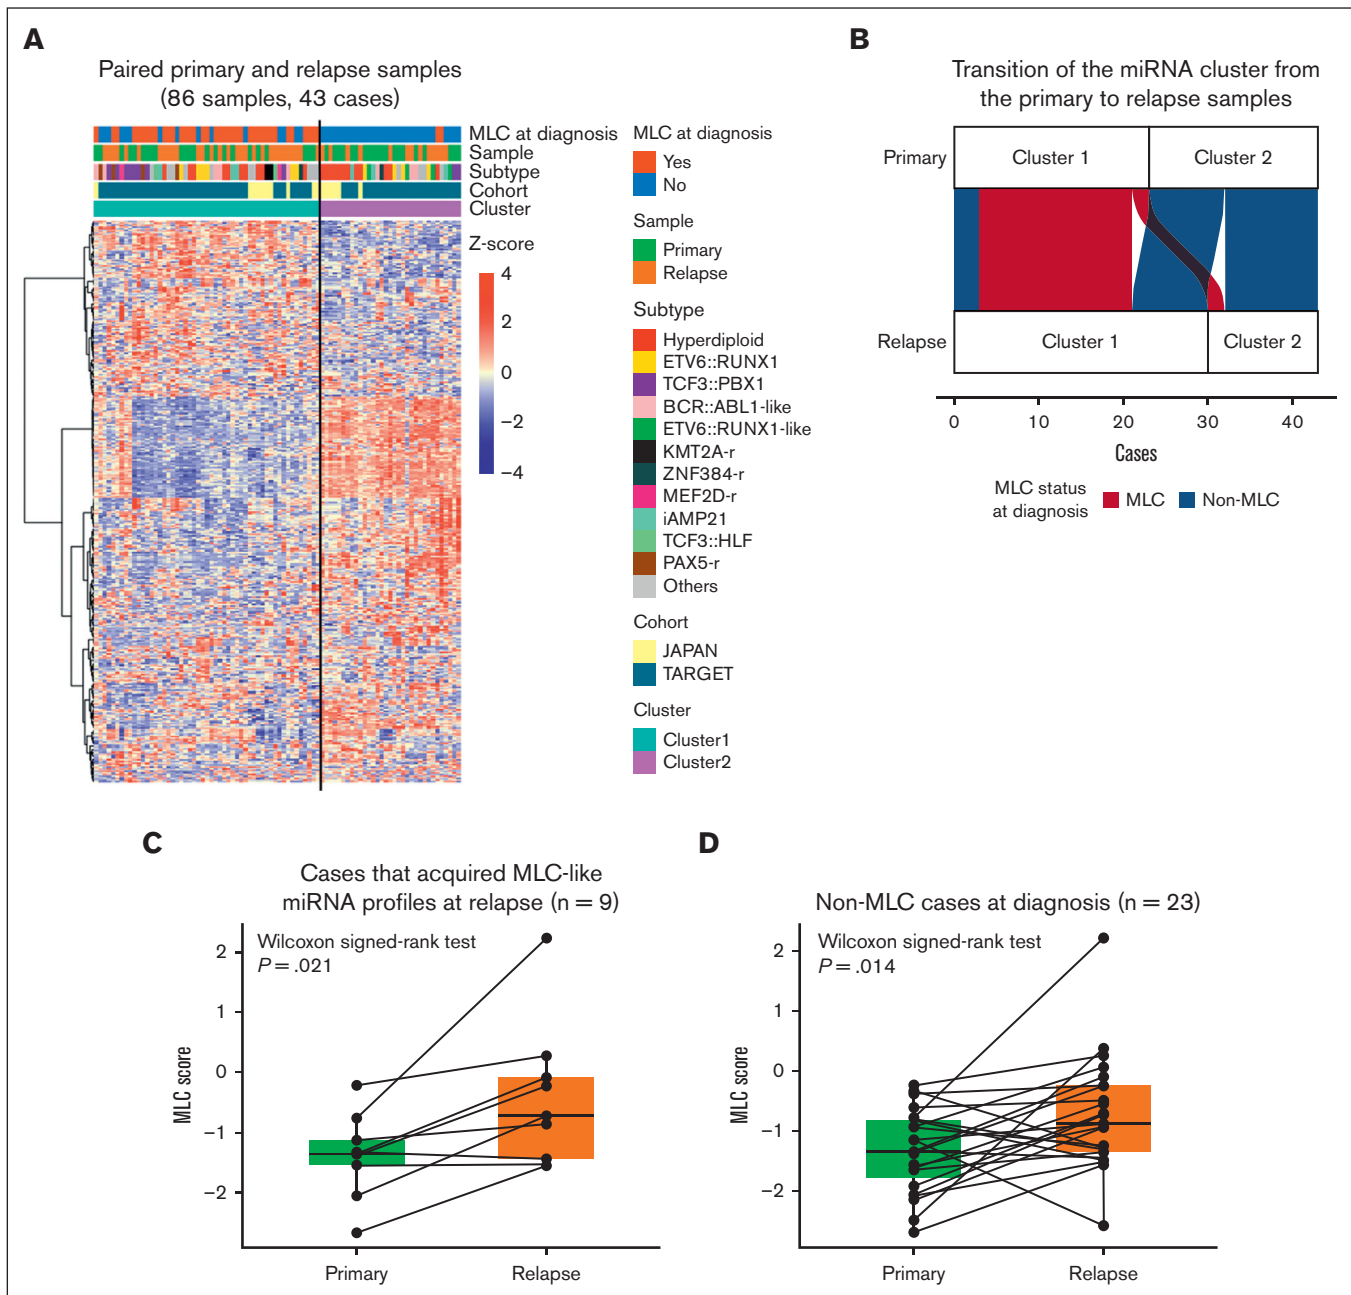 A
Paired primary and relapse samples
(86 samples, 43 cases)
MLC at diagnosis
Sample
Subtype
Cohort
Cluster
Z-score
4
2
0
−2
−4
MLC at diagnosis
Yes
No
Sample
Primary
Relapse
Subtype
Hyperdiploid
ETV6::RUNX1
TCF3::PBX1
BCR::ABL1-like
ETV6::RUNX1-like
KMT2A-r
ZNF384-r
MEF2D-r
iAMP21
TCF3::HLF
PAX5-r
Others
Cohort
JAPAN
TARGET
Cluster
Cluster1
Cluster2
B
Transition of the miRNA cluster from
the primary to relapse samples
Primary
Cluster 1
Cluster 2
Relapse
Cluster 1
Cluster 2
0 10 20 30 40
Cases
MLC status
at diagnosis
MLC
Non-MLC
C
Cases that acquired MLC-like
miRNA profiles at relapse (n = 9)
Wilcoxon signed-rank test
P = .021
MLC score
2
1
0
−1
−2
Primary
Relapse
D
Non-MLC cases at diagnosis (n = 23)
Wilcoxon signed-rank test
P = .014
MLC score
2
1
0
−1
−2
Primary
Relapse